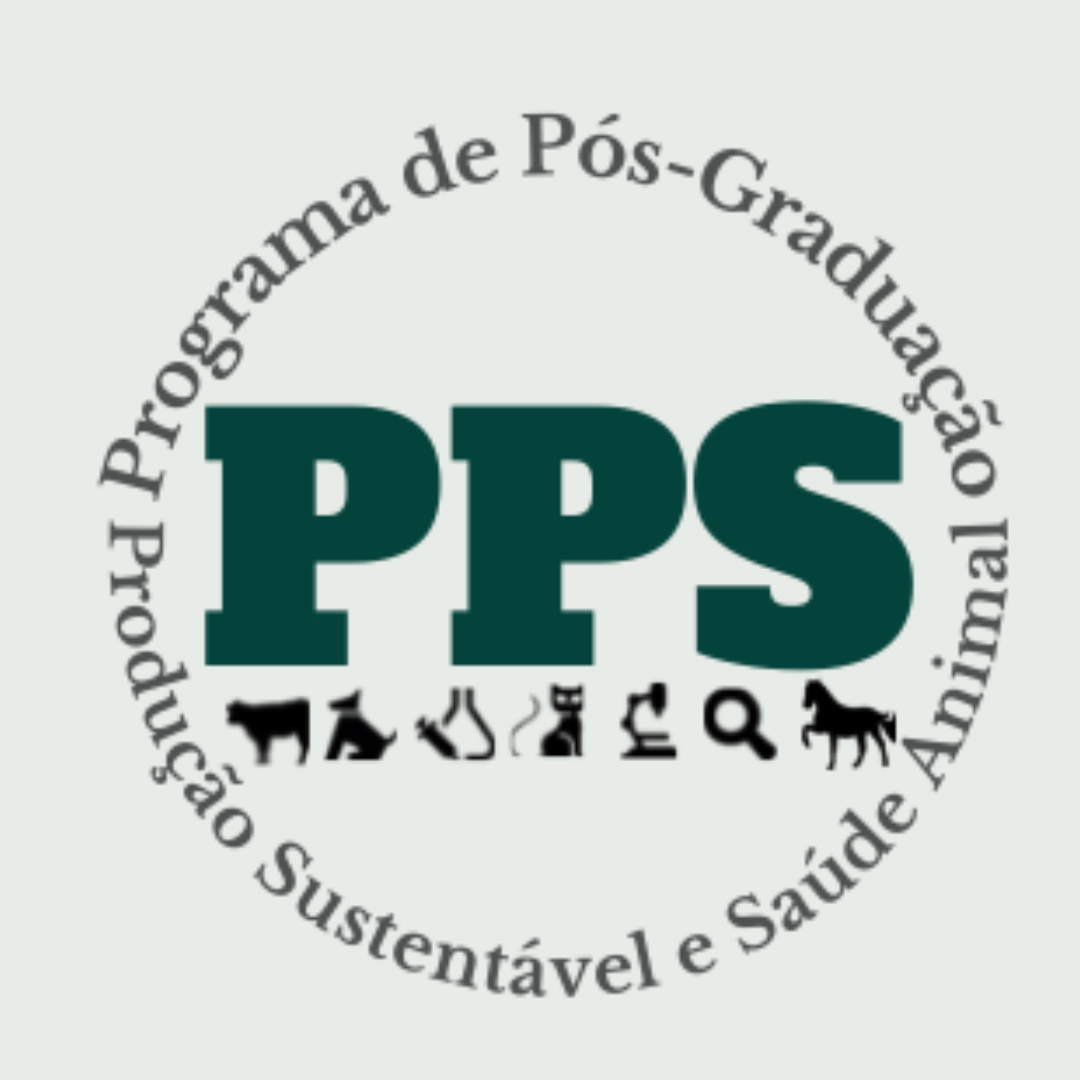 Programa de Pós-Graduação
PPS
Produção Sustentável e Saúde Animal